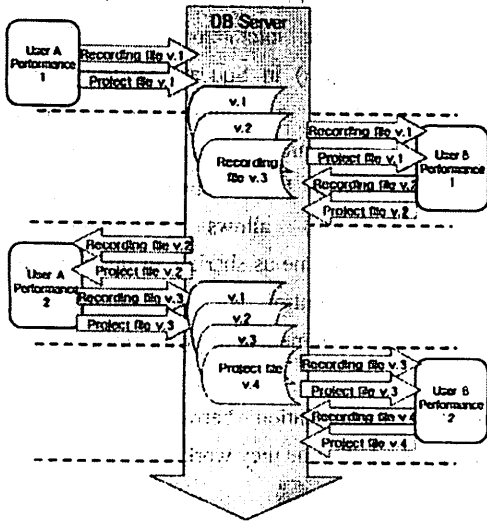 DB Server
User A
Performance
1
Recording file v.1
Project file v.1
v.1
v.2
Recording
file v.3
Recording file v.1
Project file v.1
Recording file v.2
Project file v.2
User B
Performance
1
allows
Recording file v.2
Project file v.2
Recording file v.3
Project file v.3
User A
Performance
2
v.1
v.2
v.3
Project file
v.4
Recording file v.3
Project file v.3
Recording file v.4
Project file v.4
User B
Performance
2